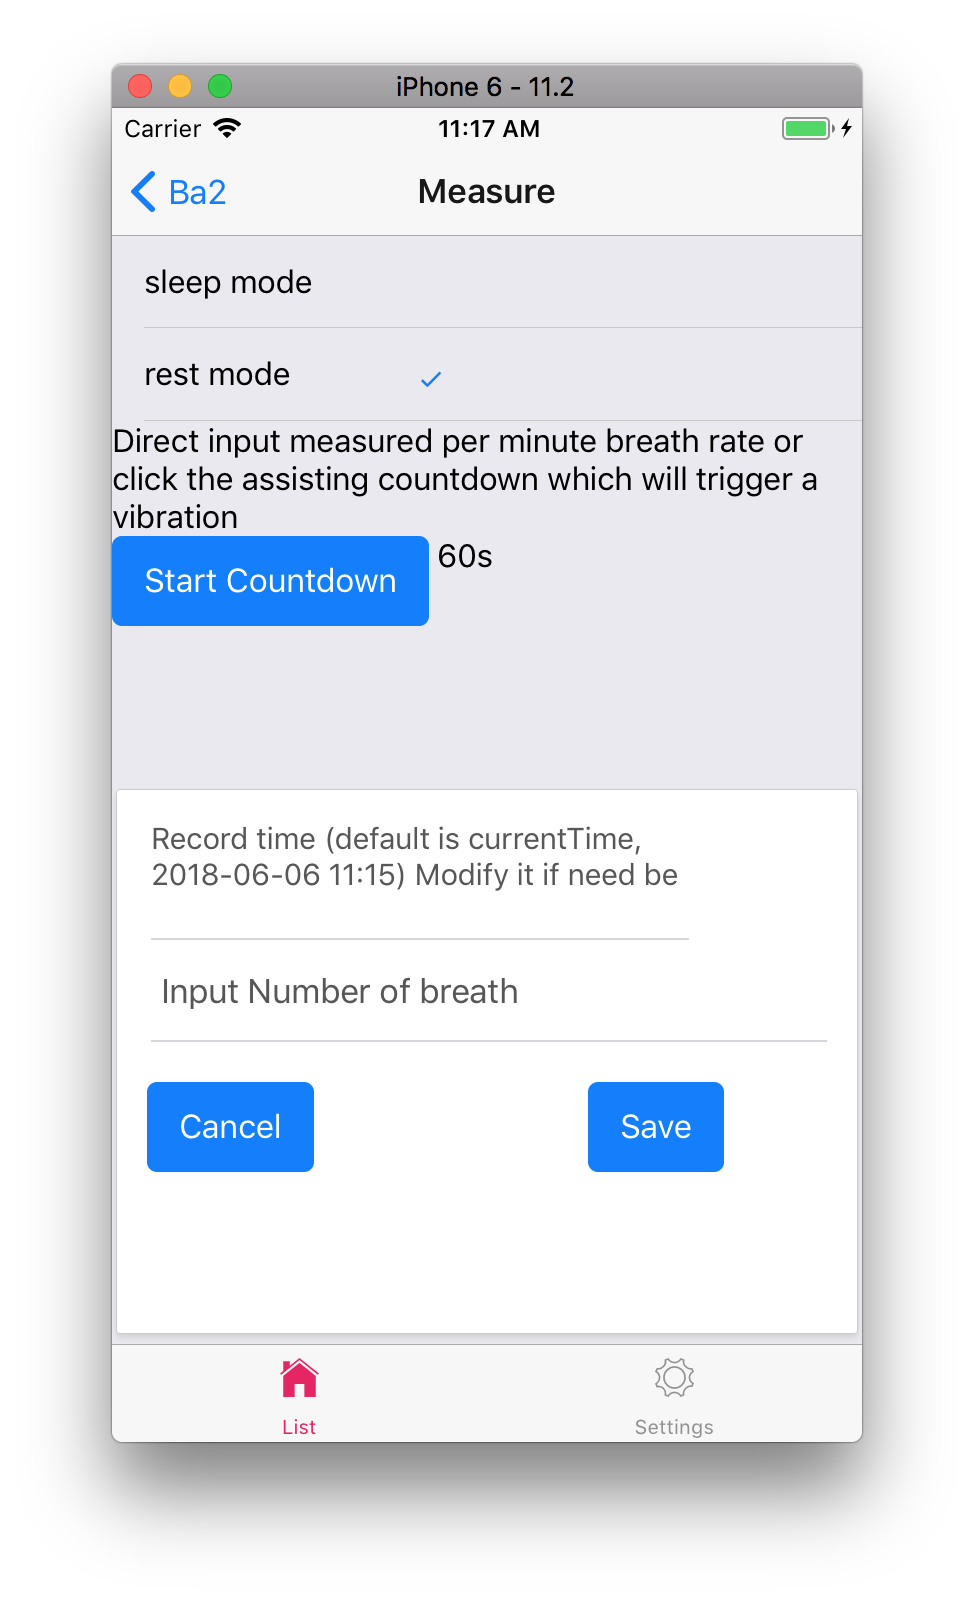 iPhone 6 - 11.2
Carrier 11:17 AM
Ba2 Measure
sleep mode
rest mode
Direct input measured per minute breath rate or
click the assisting countdown which will trigger a
vibration
Start Countdown 60s
Record time (default is currentTime,
2018-06-06 11:15) Modify it if need be
Input Number of breath
Cancel Save
List Settings